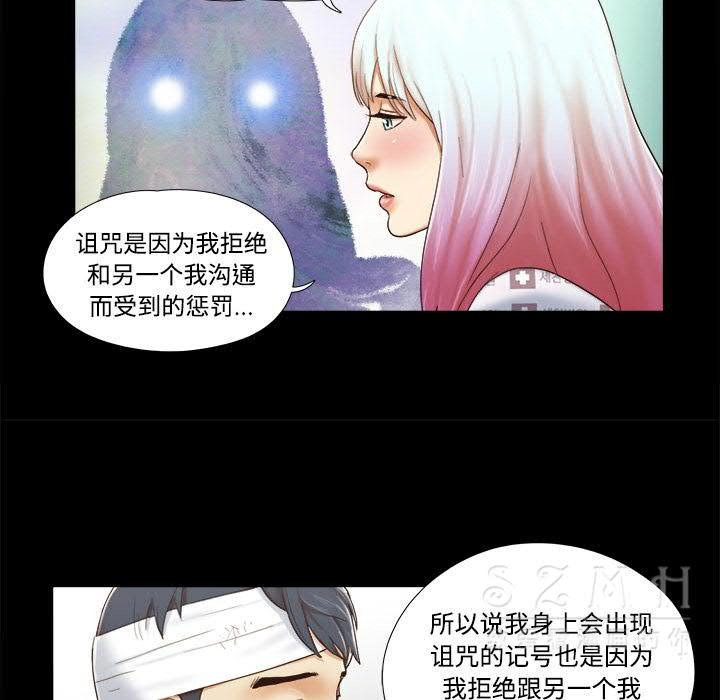 诅咒是因为我拒绝
和另一个我沟通
而受到的惩罚...
SZMH
所以说我身上会出现
诅咒的记号也是因为
我拒绝跟另一个我